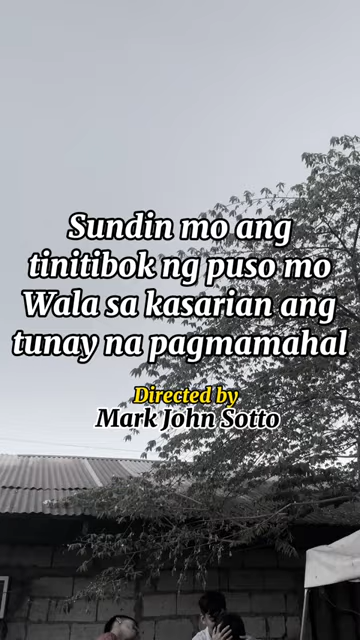 Sundin mo ang
tinitibok ng puso mo
Wala sa kasarian ang
tunay na pagmamahal
Directed by
Mark John Sotto